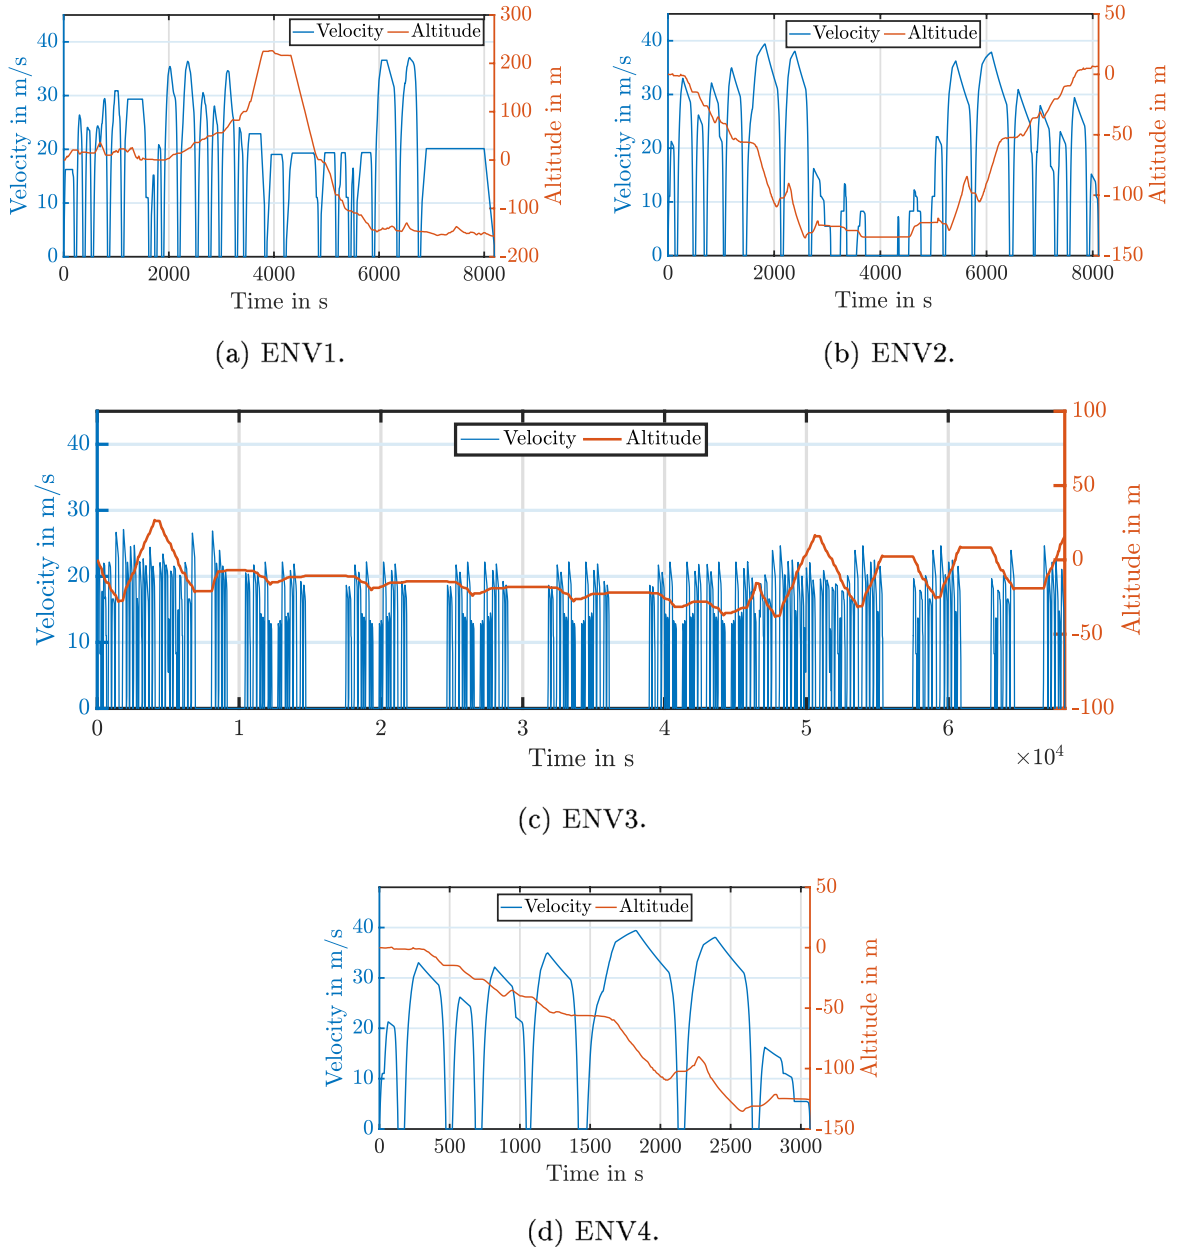 Velocity Altitude
Velocity in m/s
0 10 20 30 40
Altitude in m
-200 -100 0 100 200 300
0 2000 4000 6000 8000
Time in s
(a) ENV1.
Velocity Altitude
Velocity in m/s
0 10 20 30 40
Altitude in m
-150 -100 -50 0 50
0 2000 4000 6000 8000
Time in s
(b) ENV2.
Velocity Altitude
Velocity in m/s
0 10 20 30 40
Altitude in m
-100 -50 0 50 100
0 1 2 3 4 5 6
Time in s
×10⁴
(c) ENV3.
Velocity Altitude
Velocity in m/s
0 10 20 30 40
Altitude in m
-150 -100 -50 0 50
0 500 1000 1500 2000 2500 3000
Time in s
(d) ENV4.